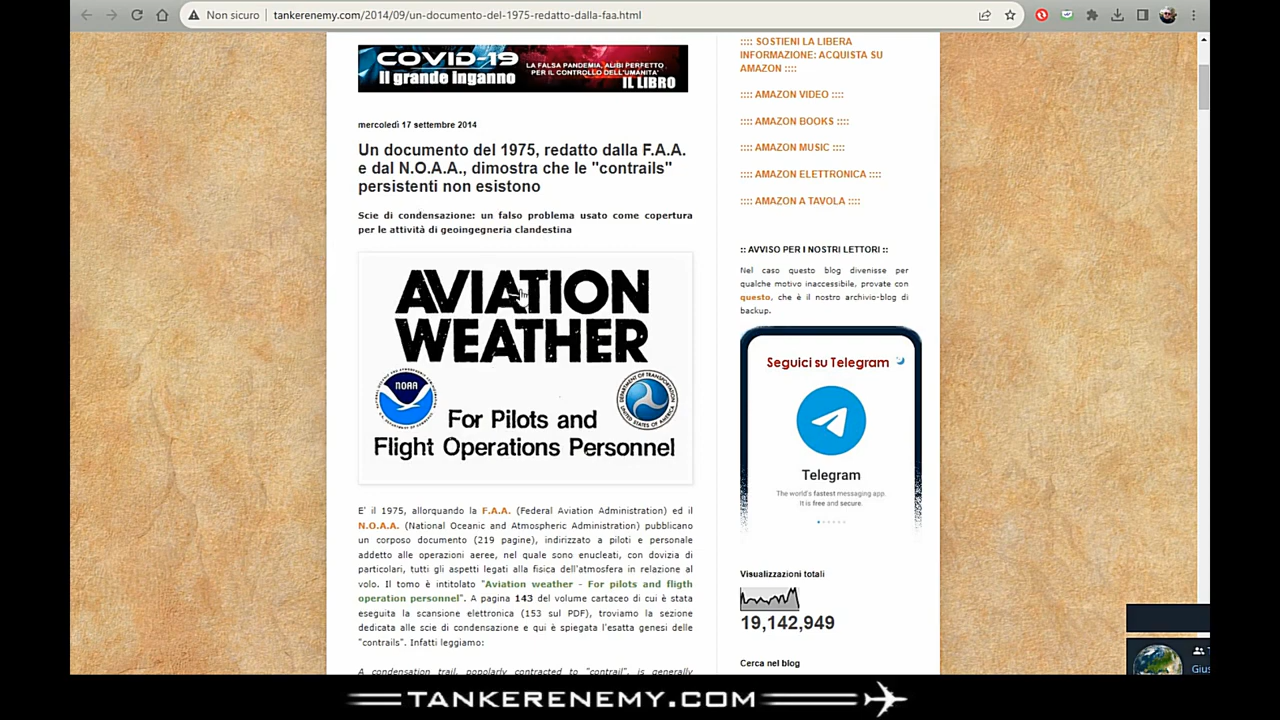 Non sicuro
tankerenemy.com/2014/09/un-documento-del-1975-redatto-dalla-faa.html
COVID-19
Il grande inganno
LA FALSA PANDEMIA, ALIBI PERFETTO
PER IL CONTROLLO DELL'UMANITA'
IL LIBRO
mercoledì 17 settembre 2014
Un documento del 1975, redatto dalla F.A.A.
e dal N.O.A.A., dimostra che le "contrails"
persistenti non esistono
Scie di condensazione: un falso problema usato come copertura
per le attività di geoingegneria clandestina
AVIATION
WEATHER
NOAA
For Pilots and
Flight Operations Personnel
E' il 1975, allorquando la F.A.A. (Federal Aviation Administration) ed il
N.O.A.A. (National Oceanic and Atmospheric Administration) pubblicano
un corposo documento (219 pagine), indirizzato a piloti e personale
addetto alle operazioni aeree, nel quale sono enucleati, con dovizia di
particolari, tutti gli aspetti legati alla fisica dell'atmosfera in relazione al
volo. Il tomo è intitolato "Aviation weather - For pilots and fligth
operation personnel". A pagina 143 del volume cartaceo di cui è stata
eseguita la scansione elettronica (153 sul PDF), troviamo la sezione
dedicata alle scie di condensazione e qui è spiegata l'esatta genesi delle
"contrails". Infatti leggiamo:
A condensation trail, popularly contracted to "contrail", is generally
:::: SOSTIENI LA LIBERA
INFORMAZIONE: ACQUISTA SU
AMAZON ::::
:::: AMAZON VIDEO ::::
:::: AMAZON BOOKS ::::
:::: AMAZON MUSIC ::::
:::: AMAZON ELETTRONICA ::::
:::: AMAZON A TAVOLA ::::
:: AVVISO PER I NOSTRI LETTORI ::
Nel caso questo blog divenisse per
qualche motivo inaccessibile, provate con
questo, che è il nostro archivio-blog di
backup.
Seguici su Telegram
Telegram
The world's fastest messaging app.
It is free and secure.
Visualizzazioni totali
19,142,949
Cerca nel blog
Gius
TANKERENEMY.COM